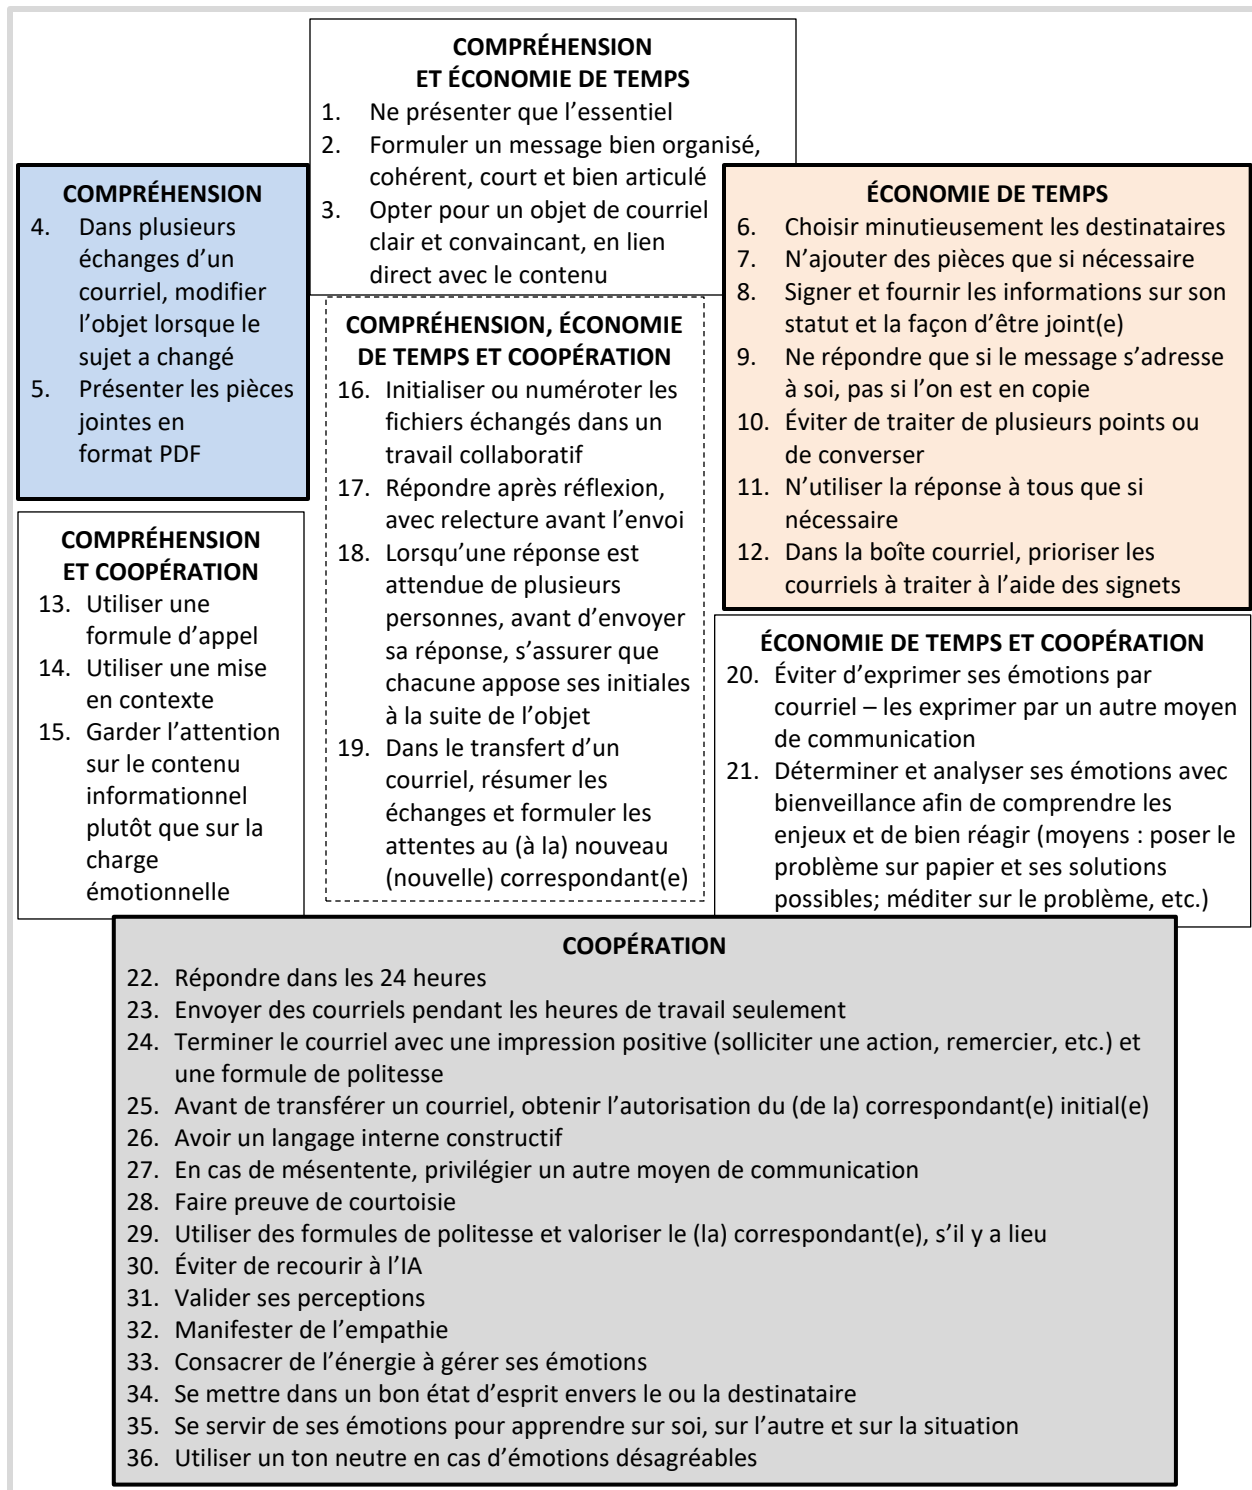 COMPRÉHENSION
ET ÉCONOMIE DE TEMPS
1. Ne présenter que l’essentiel
2. Formuler un message bien organisé,
cohérent, court et bien articulé
3. Opter pour un objet de courriel
clair et convaincant, en lien
direct avec le contenu
COMPRÉHENSION
4. Dans plusieurs
échanges d’un
courriel, modifier
l’objet lorsque le
sujet a changé
5. Présenter les pièces
jointes en
format PDF
ÉCONOMIE DE TEMPS
6. Choisir minutieusement les destinataires
7. N’ajouter des pièces que si nécessaire
8. Signer et fournir les informations sur son
statut et la façon d’être joint(e)
9. Ne répondre que si le message s’adresse
à soi, pas si l’on est en copie
10. Éviter de traiter de plusieurs points ou
de converser
11. N’utiliser la réponse à tous que si
nécessaire
12. Dans la boîte courriel, prioriser les
courriels à traiter à l’aide des signets
COMPRÉHENSION
ET COOPÉRATION
13. Utiliser une
formule d’appel
14. Utiliser une mise
en contexte
15. Garder l’attention
sur le contenu
informationnel
plutôt que sur la
charge
émotionnelle
COMPRÉHENSION, ÉCONOMIE
DE TEMPS ET COOPÉRATION
16. Initialiser ou numéroter les
fichiers échangés dans un
travail collaboratif
17. Répondre après réflexion,
avec relecture avant l’envoi
18. Lorsqu’une réponse est
attendue de plusieurs
personnes, avant d’envoyer
sa réponse, s’assurer que
chacune appose ses initiales
à la suite de l’objet
19. Dans le transfert d’un
courriel, résumer les
échanges et formuler les
attentes au (à la) nouveau
(nouvelle) correspondant(e)
ÉCONOMIE DE TEMPS ET COOPÉRATION
20. Éviter d’exprimer ses émotions par
courriel – les exprimer par un autre moyen
de communication
21. Déterminer et analyser ses émotions avec
bienveillance afin de comprendre les
enjeux et de bien réagir (moyens : poser le
problème sur papier et ses solutions
possibles; méditer sur le problème, etc.)
COOPÉRATION
22. Répondre dans les 24 heures
23. Envoyer des courriels pendant les heures de travail seulement
24. Terminer le courriel avec une impression positive (solliciter une action, remercier, etc.) et
une formule de politesse
25. Avant de transférer un courriel, obtenir l’autorisation du (de la) correspondant(e) initial(e)
26. Avoir un langage interne constructif
27. En cas de mésentente, privilégier un autre moyen de communication
28. Faire preuve de courtoisie
29. Utiliser des formules de politesse et valoriser le (la) correspondant(e), s’il y a lieu
30. Éviter de recourir à l’IA
31. Valider ses perceptions
32. Manifester de l’empathie
33. Consacrer de l’énergie à gérer ses émotions
34. Se mettre dans un bon état d’esprit envers le ou la destinataire
35. Se servir de ses émotions pour apprendre sur soi, sur l’autre et sur la situation
36. Utiliser un ton neutre en cas d’émotions désagréables